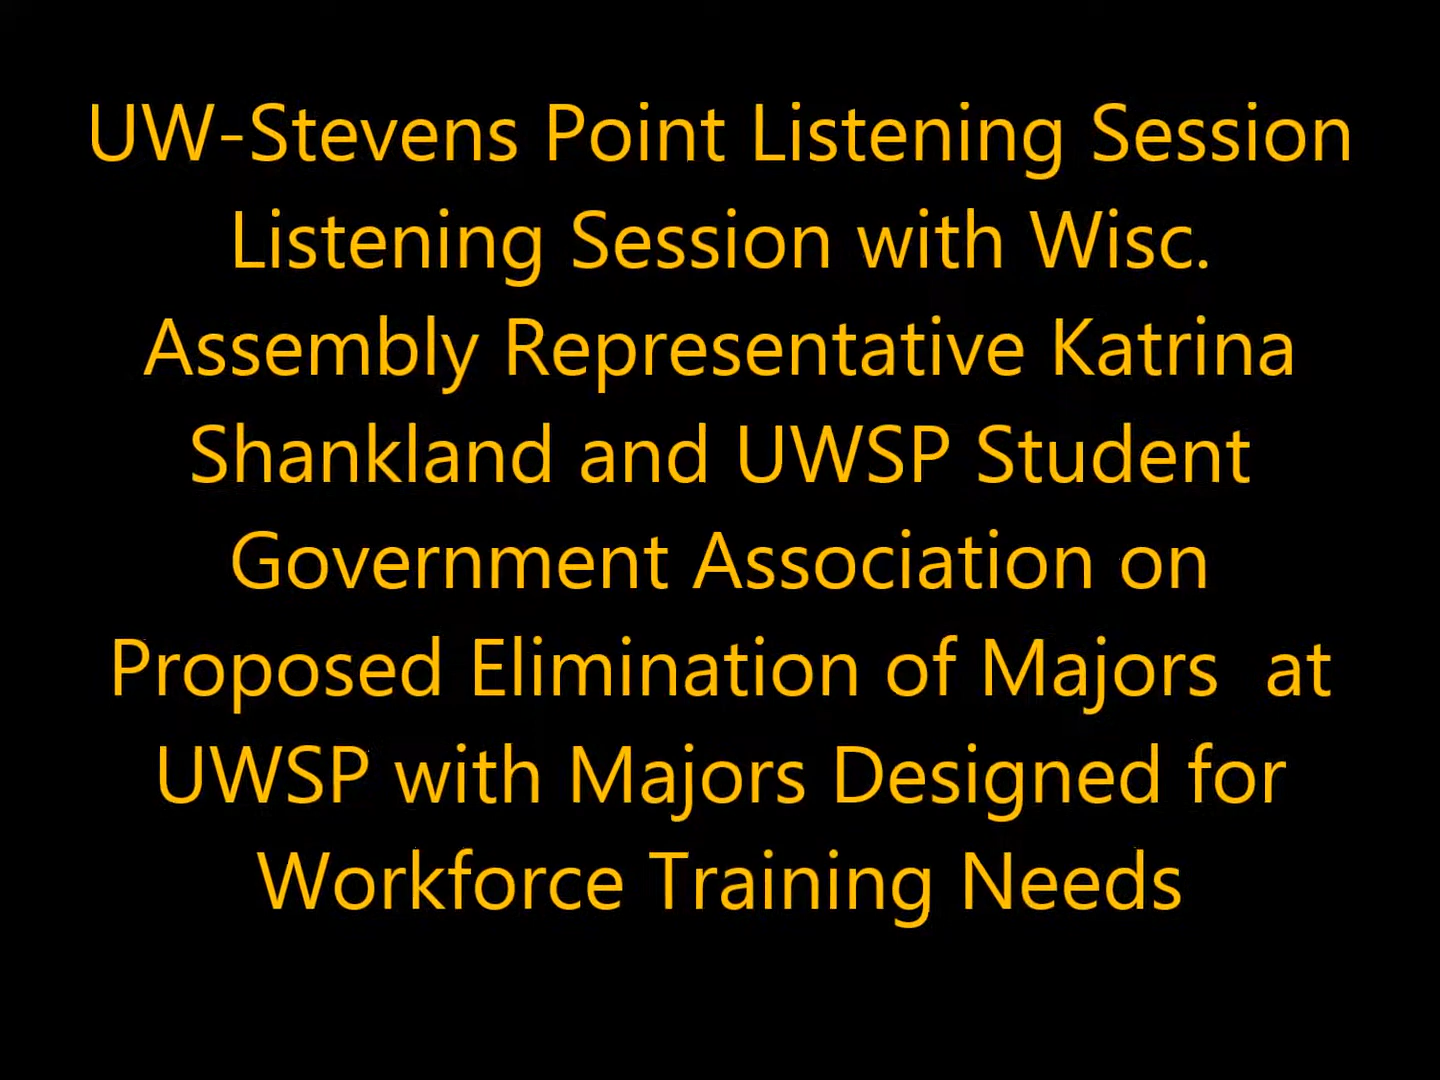 UW-Stevens Point Listening Session
Listening Session with Wisc.
Assembly Representative Katrina
Shankland and UWSP Student
Government Association on
Proposed Elimination of Majors  at
UWSP with Majors Designed for
Workforce Training Needs